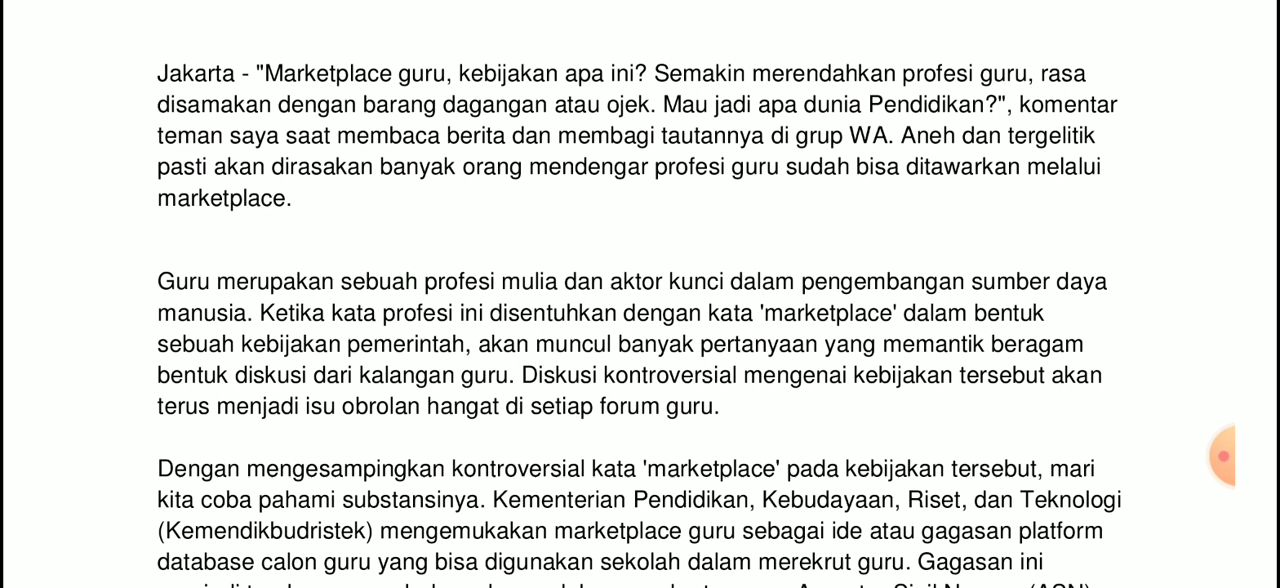 Jakarta - "Marketplace guru, kebijakan apa ini? Semakin merendahkan profesi guru, rasa
disamakan dengan barang dagangan atau ojek. Mau jadi apa dunia Pendidikan?", komentar
teman saya saat membaca berita dan membagi tautannya di grup WA. Aneh dan tergelitik
pasti akan dirasakan banyak orang mendengar profesi guru sudah bisa ditawarkan melalui
marketplace.
Guru merupakan sebuah profesi mulia dan aktor kunci dalam pengembangan sumber daya
manusia. Ketika kata profesi ini disentuhkan dengan kata 'marketplace' dalam bentuk
sebuah kebijakan pemerintah, akan muncul banyak pertanyaan yang memantik beragam
bentuk diskusi dari kalangan guru. Diskusi kontroversial mengenai kebijakan tersebut akan
terus menjadi isu obrolan hangat di setiap forum guru.
Dengan mengesampingkan kontroversial kata 'marketplace' pada kebijakan tersebut, mari
kita coba pahami substansinya. Kementerian Pendidikan, Kebudayaan, Riset, dan Teknologi
(Kemendikbudristek) mengemukakan marketplace guru sebagai ide atau gagasan platform
database calon guru yang bisa digunakan sekolah dalam merekrut guru. Gagasan ini